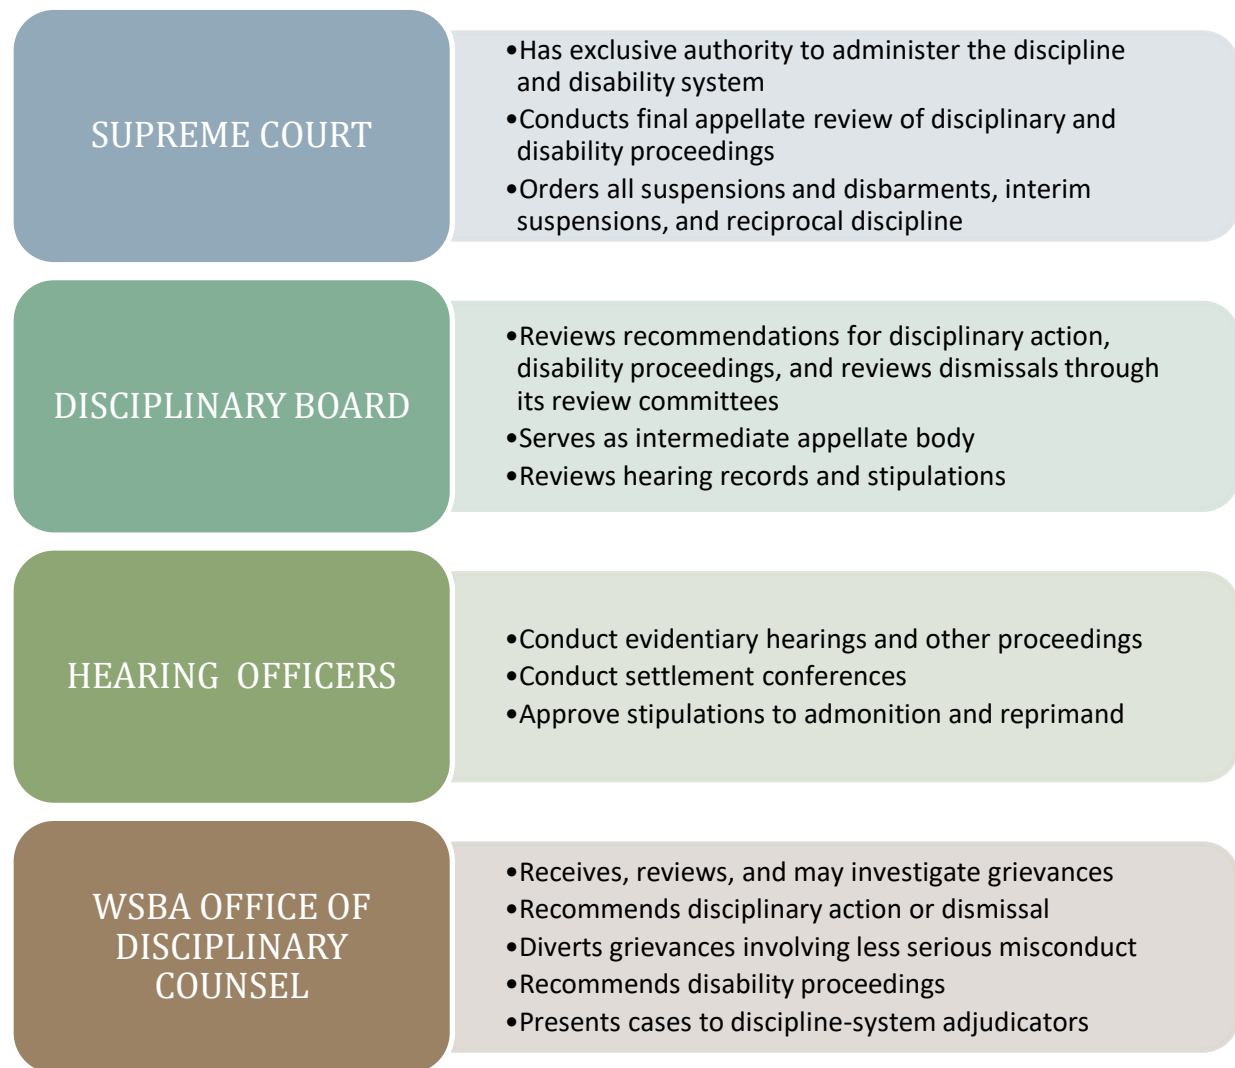 SUPREME COURT
•Has exclusive authority to administer the discipline
and disability system
•Conducts final appellate review of disciplinary and
disability proceedings
•Orders all suspensions and disbarments, interim
suspensions, and reciprocal discipline
DISCIPLINARY BOARD
•Reviews recommendations for disciplinary action,
disability proceedings, and reviews dismissals through
its review committees
•Serves as intermediate appellate body
•Reviews hearing records and stipulations
HEARING OFFICERS
•Conduct evidentiary hearings and other proceedings
•Conduct settlement conferences
•Approve stipulations to admonition and reprimand
WSBA OFFICE OF
DISCIPLINARY
COUNSEL
•Receives, reviews, and may investigate grievances
•Recommends disciplinary action or dismissal
•Diverts grievances involving less serious misconduct
•Recommends disability proceedings
•Presents cases to discipline-system adjudicators